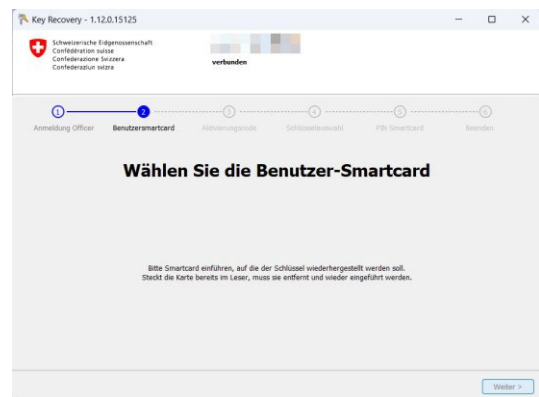 Key Recovery - 1.12.0.15125
Schweizerische Eidgenossenschaft
Confédération suisse
Confederazione Svizzera
Confederaziun svizra
verbunden
1 2 3 4 5 6
Anmeldung Officer Benutzersmartcard Aktivierungscode Schlüsselauswahl PIN Smartcard Beenden
Wählen Sie die Benutzer-Smartcard
Bitte Smartcard einführen, auf die der Schlüssel wiederhergestellt werden soll.
Steckt die Karte bereits im Leser, muss sie entfernt und wieder eingeführt werden.
Weiter >